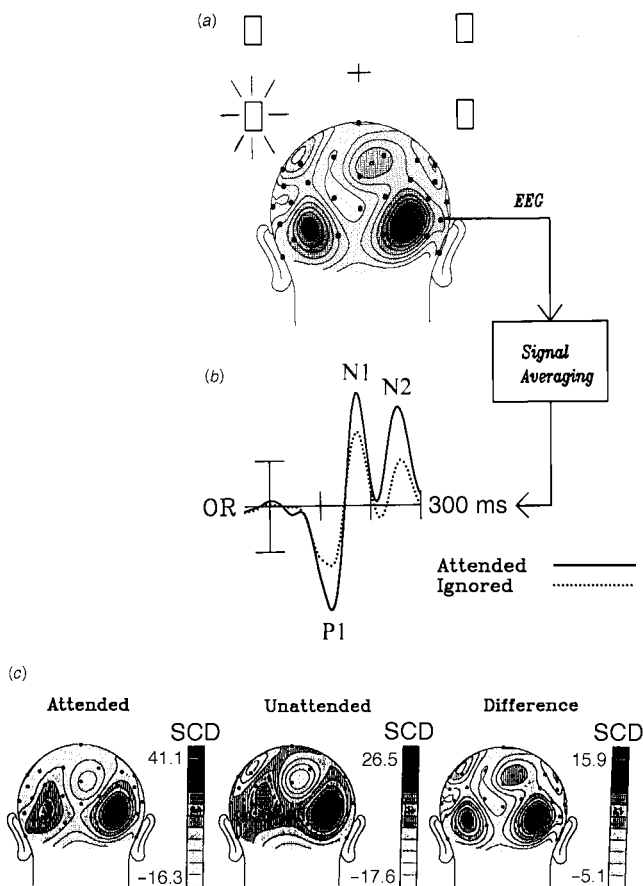 (a)
EEG
Signal
Averaging
(b)
N1
N2
OR
300 ms
Attended
Ignored
P1
(c)
Attended
Unattended
Difference
SCD
SCD
SCD
41.1
26.5
15.9
-16.3
-17.6
-5.1